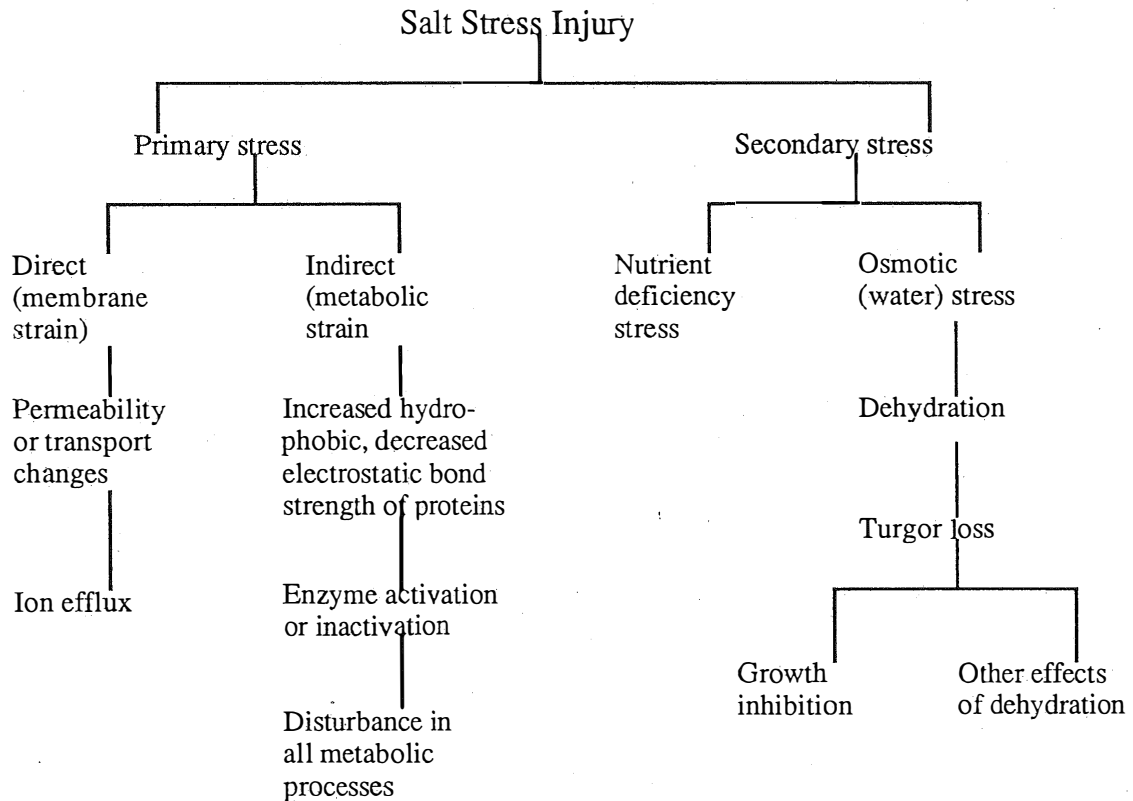 Salt Stress Injury
Primary stress
Secondary stress
Direct
(membrane
strain)
Indirect
(metabolic
strain
Nutrient
deficiency
stress
Osmotic
(water) stress
Permeability
or transport
changes
Increased hydro-
phobic, decreased
electrostatic bond
strength of proteins
Dehydration
Turgor loss
Ion efflux
Enzyme activation
or inactivation
Growth
inhibition
Other effects
of dehydration
Disturbance in
all metabolic
processes